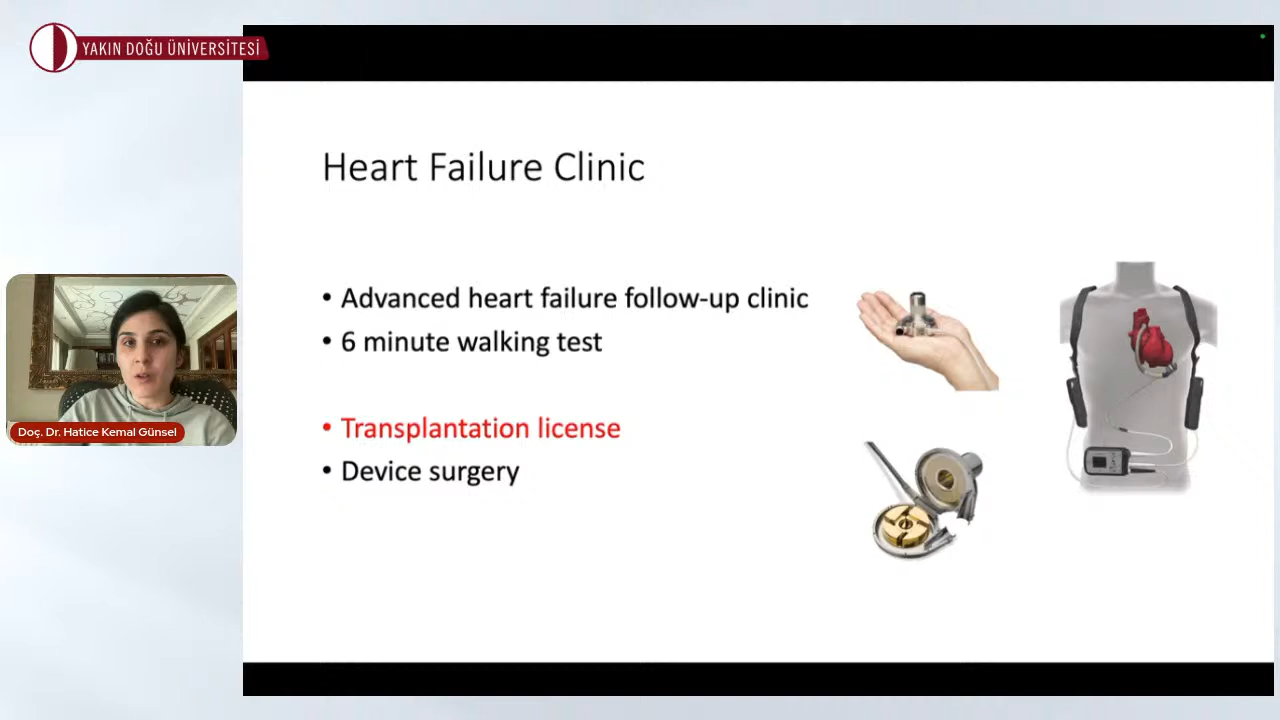 YAKIN DOĞU ÜNİVERSİTESİ
Heart Failure Clinic
• Advanced heart failure follow-up clinic
• 6 minute walking test
• Transplantation license
• Device surgery
Doç. Dr. Hatice Kemal Günsel